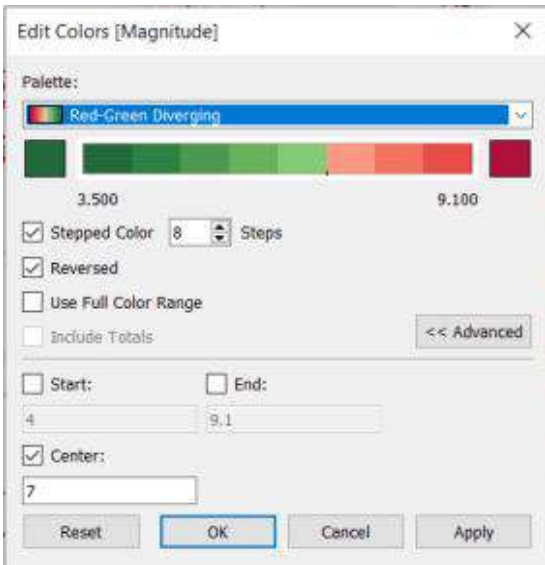 Edit Colors [Magnitude]
Palette:
Red-Green Diverging
3.500 9.100
Stepped Color 8 Steps
Reversed
Use Full Color Range
Include Totals
<< Advanced
Start: End:
4 9.1
Center:
7
Reset OK Cancel Apply